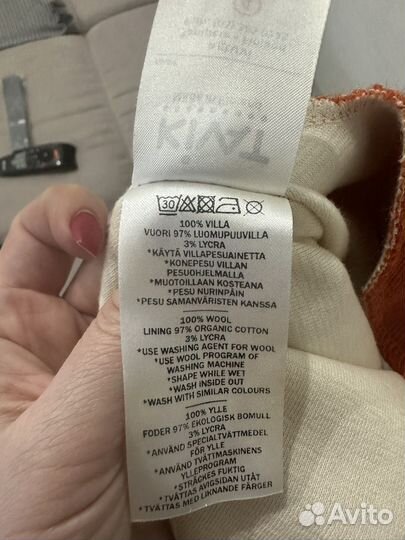 KIVAT
30
100% VILLA
VUORI 97% LUOMUPUUVILLA
3% LYCRA
*KÄYTÄ VILLAPESUAINETTA
*KONEPESU VILLAN
PESUOHJELMALLA
*MUOTOILLAAN KOSTEANA
*PESU NURINPÄIN
*PESU SAMANVÄRISTEN KANSSA
100% WOOL
LINING 97% ORGANIC COTTON
3% LYCRA
*USE WASHING AGENT FOR WOOL
*USE WOOL PROGRAM OF
WASHING MACHINE
*SHAPE WHILE WET
*WASH INSIDE OUT
*WASH WITH SIMILAR COLOURS
100% YLLE
FODER 97% EKOLOGISK BOMULL
3% LYCRA
*ANVÄND SPECIALTVÄTTMEDEL
FÖR YLLE
*ANVÄND TVÄTTMASKINENS
YLLEPROGRAM
*STRÄCKES FUKTIG
*TVÄTTAS AVIGSIDAN UTÅT
*TVÄTTAS MED LIKNANDE FÄRGER
Avito